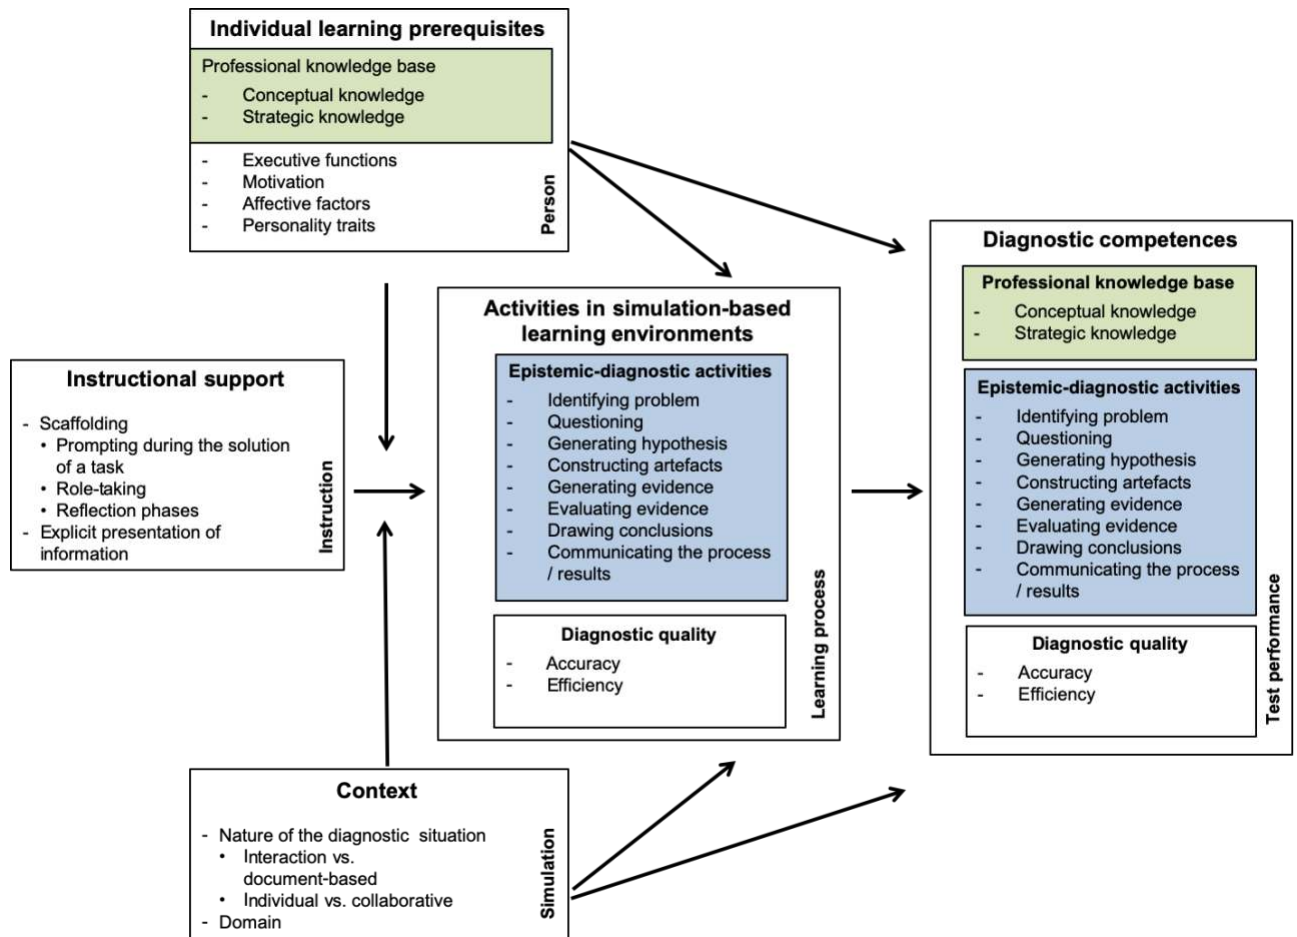 Individual learning prerequisites
Professional knowledge base
- Conceptual knowledge
- Strategic knowledge
- Executive functions
- Motivation
- Affective factors
- Personality traits
Person
Instructional support
- Scaffolding
• Prompting during the solution
of a task
• Role-taking
• Reflection phases
- Explicit presentation of
information
Instruction
Activities in simulation-based
learning environments
Epistemic-diagnostic activities
- Identifying problem
- Questioning
- Generating hypothesis
- Constructing artefacts
- Generating evidence
- Evaluating evidence
- Drawing conclusions
- Communicating the process
/ results
Diagnostic quality
- Accuracy
- Efficiency
Learning process
Context
- Nature of the diagnostic situation
• Interaction vs.
document-based
• Individual vs. collaborative
- Domain
Simulation
Diagnostic competences
Professional knowledge base
- Conceptual knowledge
- Strategic knowledge
Epistemic-diagnostic activities
- Identifying problem
- Questioning
- Generating hypothesis
- Constructing artefacts
- Generating evidence
- Evaluating evidence
- Drawing conclusions
- Communicating the process
/ results
Diagnostic quality
- Accuracy
- Efficiency
Test performance